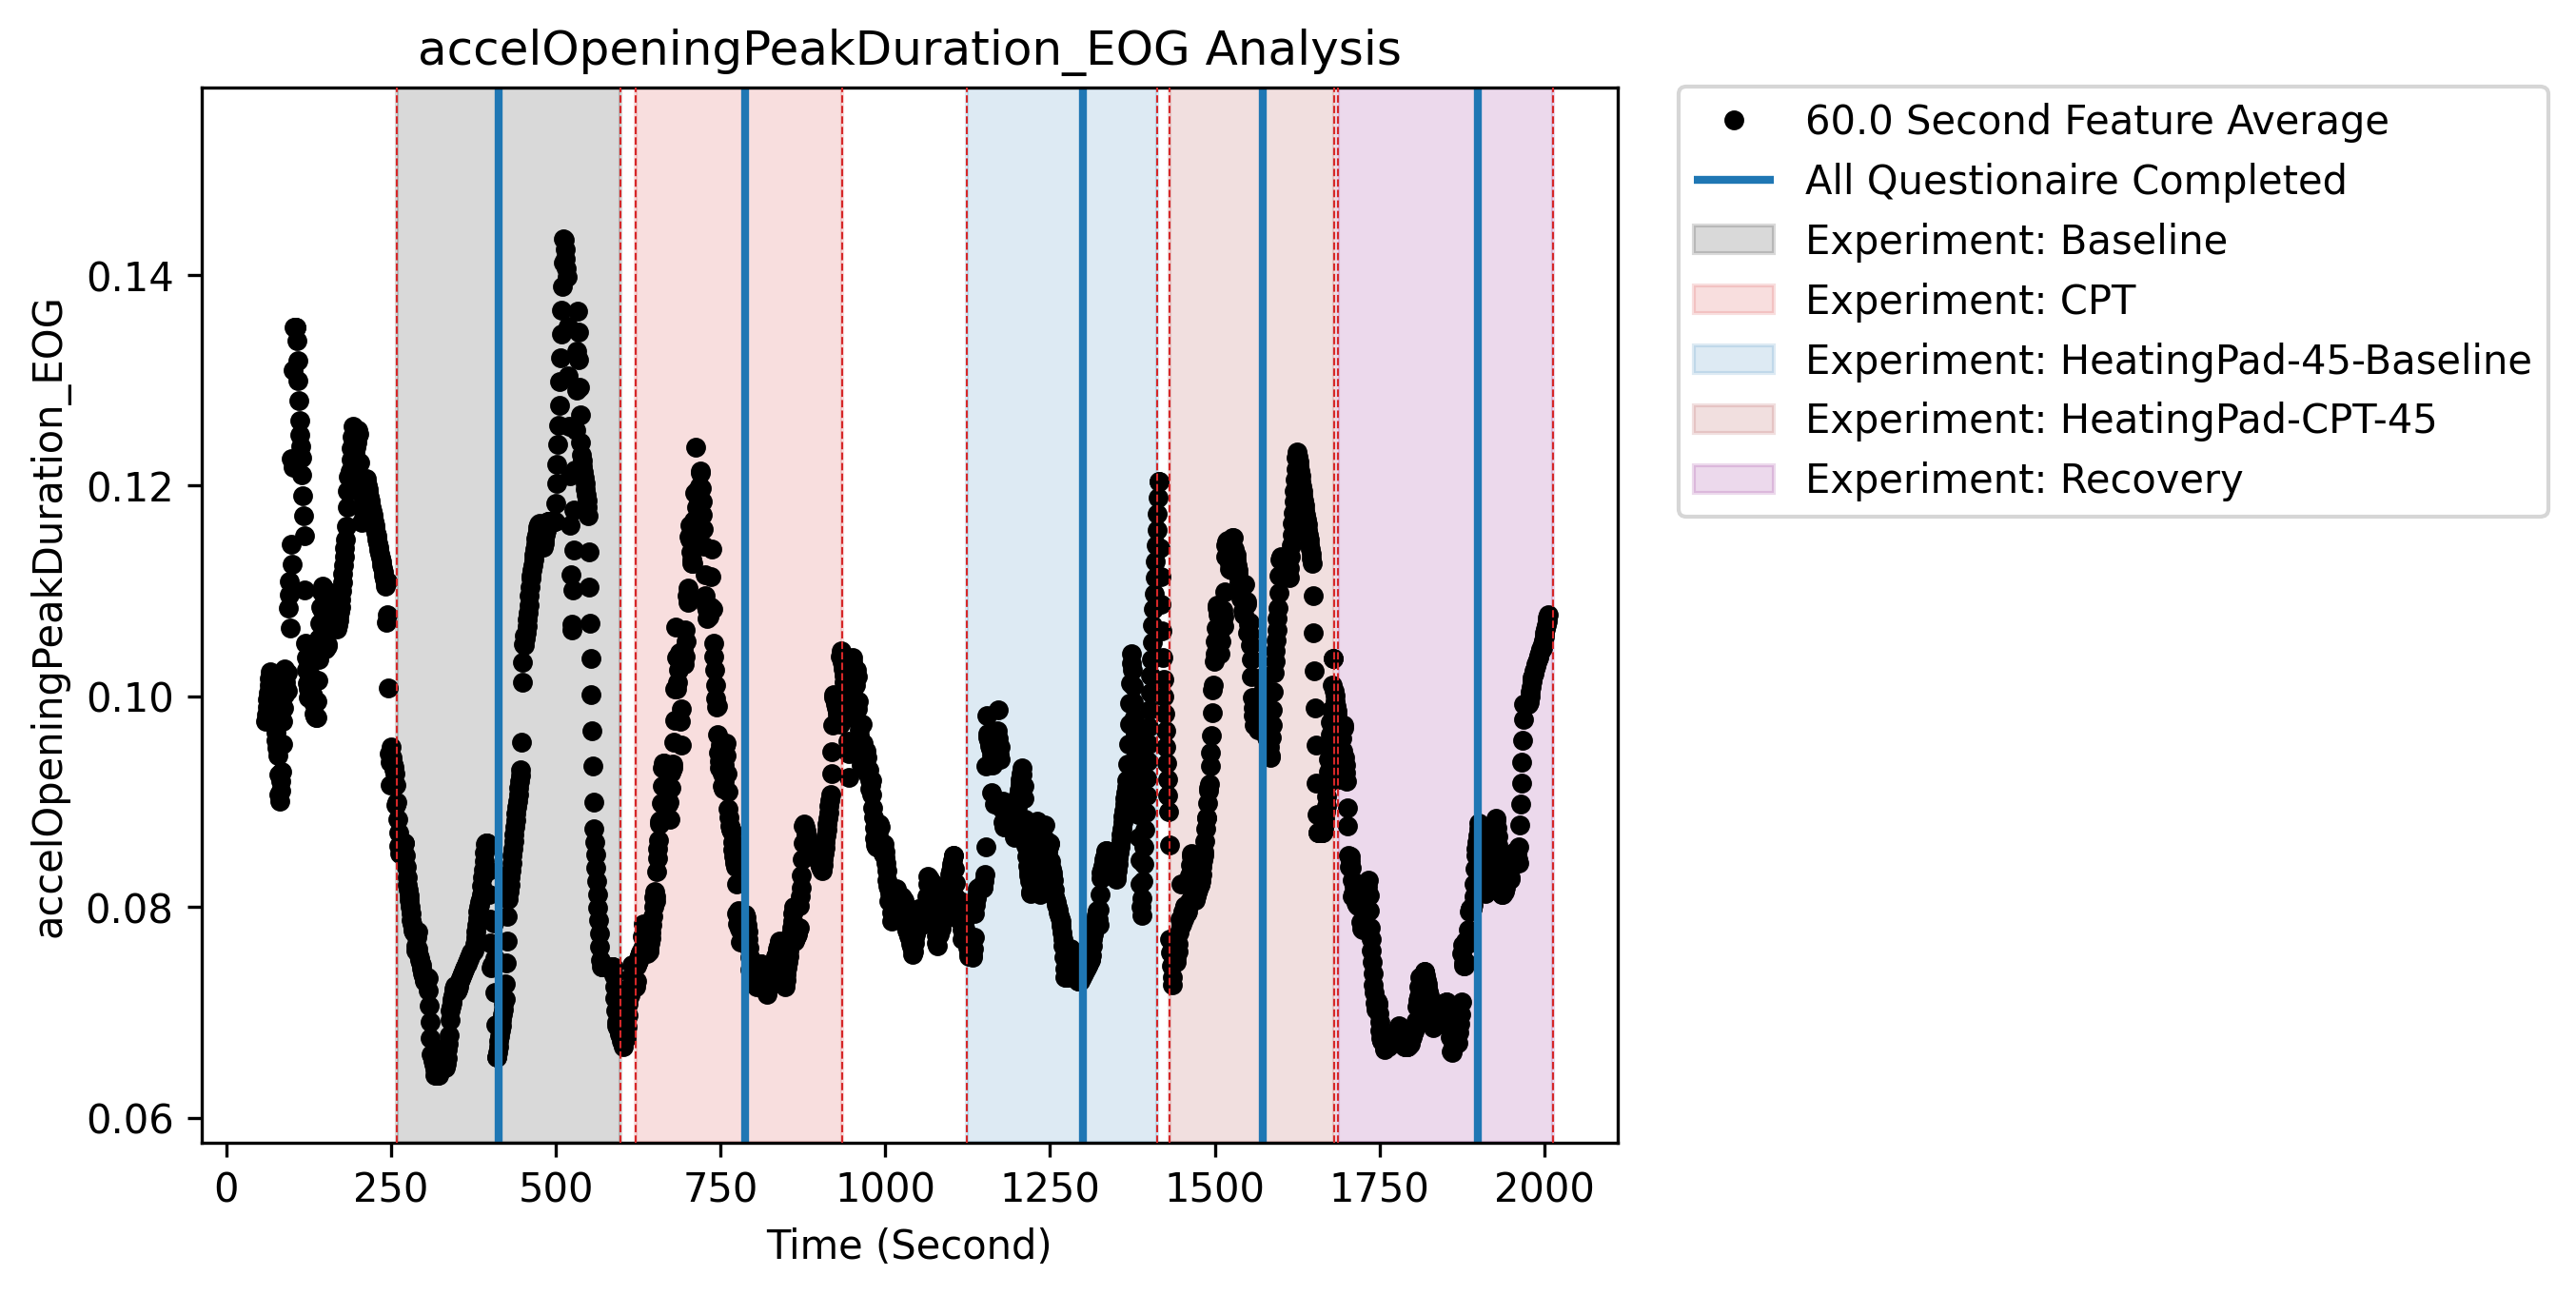 accelOpeningPeakDuration_EOG Analysis
accelOpeningPeakDuration_EOG
0.14
0.12
0.10
0.08
0.06
0 250 500 750 1000 1250 1500 1750 2000
Time (Second)
60.0 Second Feature Average
All Questionaire Completed
Experiment: Baseline
Experiment: CPT
Experiment: HeatingPad-45-Baseline
Experiment: HeatingPad-CPT-45
Experiment: Recovery